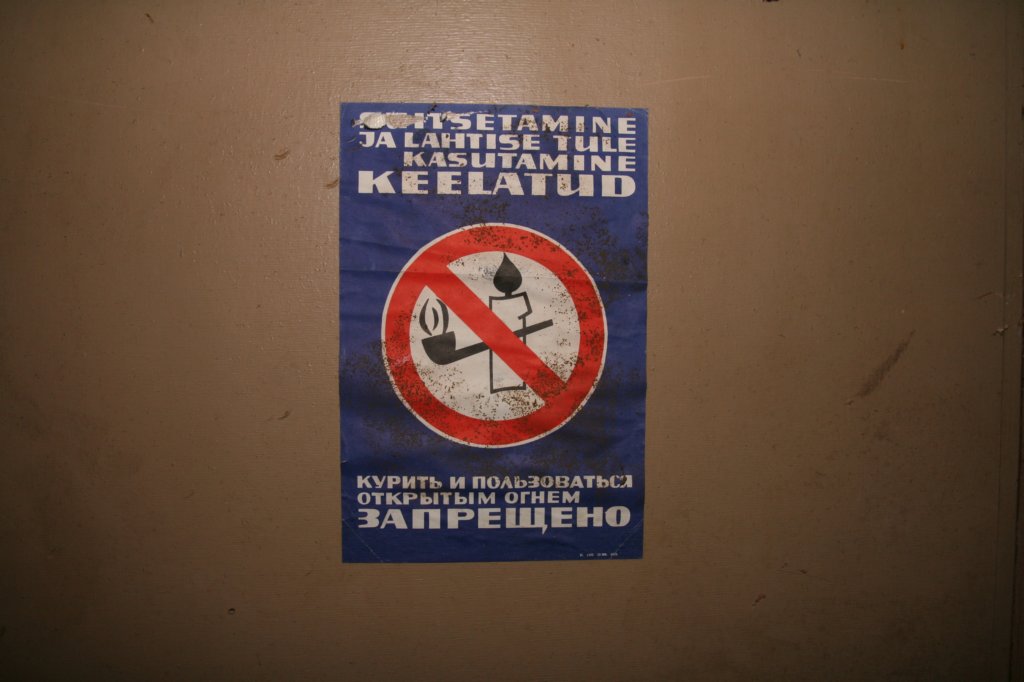 JA LAHTISE TULE
KASUTAMINE
KEELATUD
КУРИТЬ И ПОЛЬЗОВАТЬСЯ
ОТКРЫТЫМ ОГНЕМ
ЗАПРЕЩЕНО